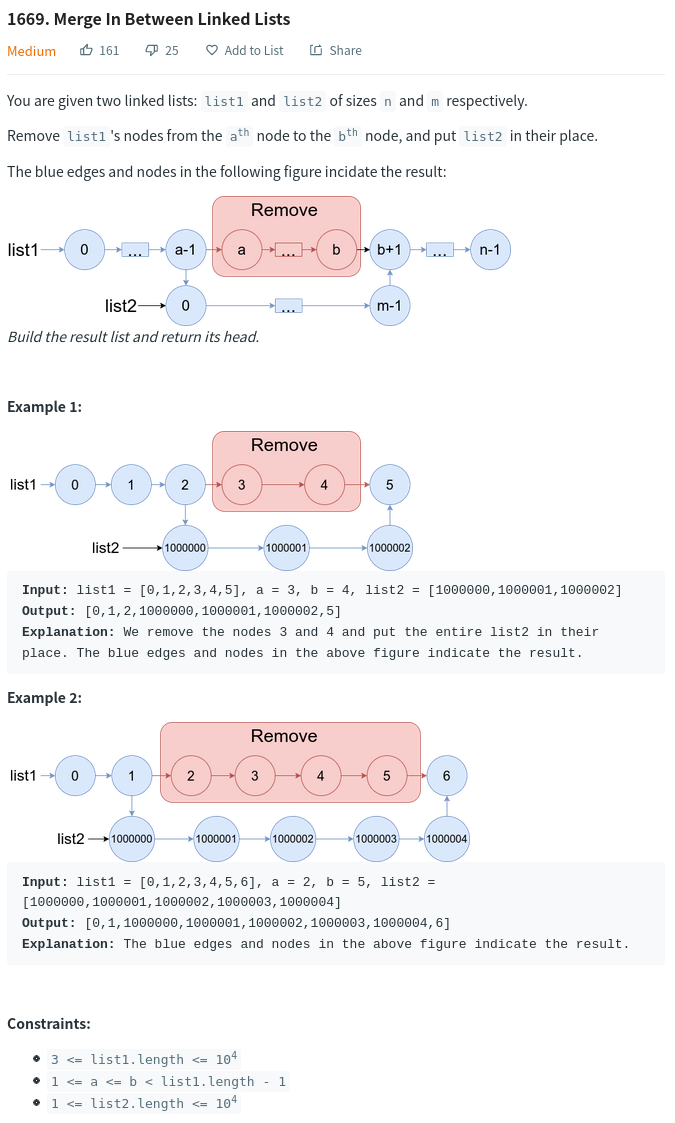 1669. Merge In Between Linked Lists
Medium 161 25 Add to List Share
You are given two linked lists: list1 and list2 of sizes n and m respectively.
Remove list1's nodes from the ath node to the bth node, and put list2 in their place.
The blue edges and nodes in the following figure incidate the result:
Remove
list1 0 ... a-1 a ... b b+1 ... n-1
list2 0 ... m-1
Build the result list and return its head.
Example 1:
Remove
list1 0 1 2 3 4 5
list2 1000000 1000001 1000002
Input: list1 = [0,1,2,3,4,5], a = 3, b = 4, list2 = [1000000,1000001,1000002]
Output: [0,1,2,1000000,1000001,1000002,5]
Explanation: We remove the nodes 3 and 4 and put the entire list2 in their
place. The blue edges and nodes in the above figure indicate the result.
Example 2:
Remove
list1 0 1 2 3 4 5 6
list2 1000000 1000001 1000002 1000003 1000004
Input: list1 = [0,1,2,3,4,5,6], a = 2, b = 5, list2 =
[1000000,1000001,1000002,1000003,1000004]
Output: [0,1,1000000,1000001,1000002,1000003,1000004,6]
Explanation: The blue edges and nodes in the above figure indicate the result.
Constraints:
3 <= list1.length <= 10^4
1 <= a <= b < list1.length - 1
1 <= list2.length <= 10^4